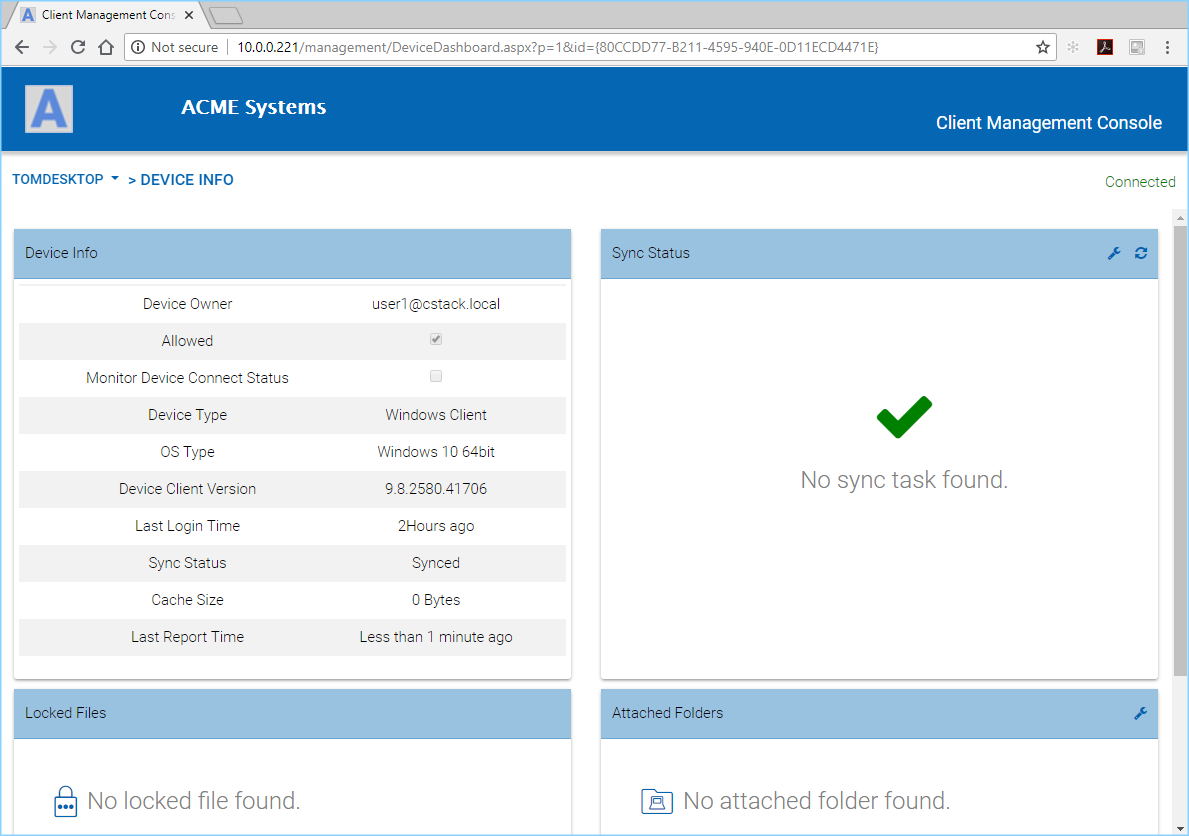 Client Management Cons
Not secure
10.0.0.221/management/DeviceDashboard.aspx?p=1&id={80CCDD77-B211-4595-940E-0D11ECD4471E}
A
ACME Systems
Client Management Console
TOMDESKTOP > DEVICE INFO
Connected
Device Info
Device Owner user1@cstack.local
Allowed
Monitor Device Connect Status
Device Type Windows Client
OS Type Windows 10 64bit
Device Client Version 9.8.2580.41706
Last Login Time 2Hours ago
Sync Status Synced
Cache Size 0 Bytes
Last Report Time Less than 1 minute ago
Sync Status
No sync task found.
Locked Files
No locked file found.
Attached Folders
No attached folder found.